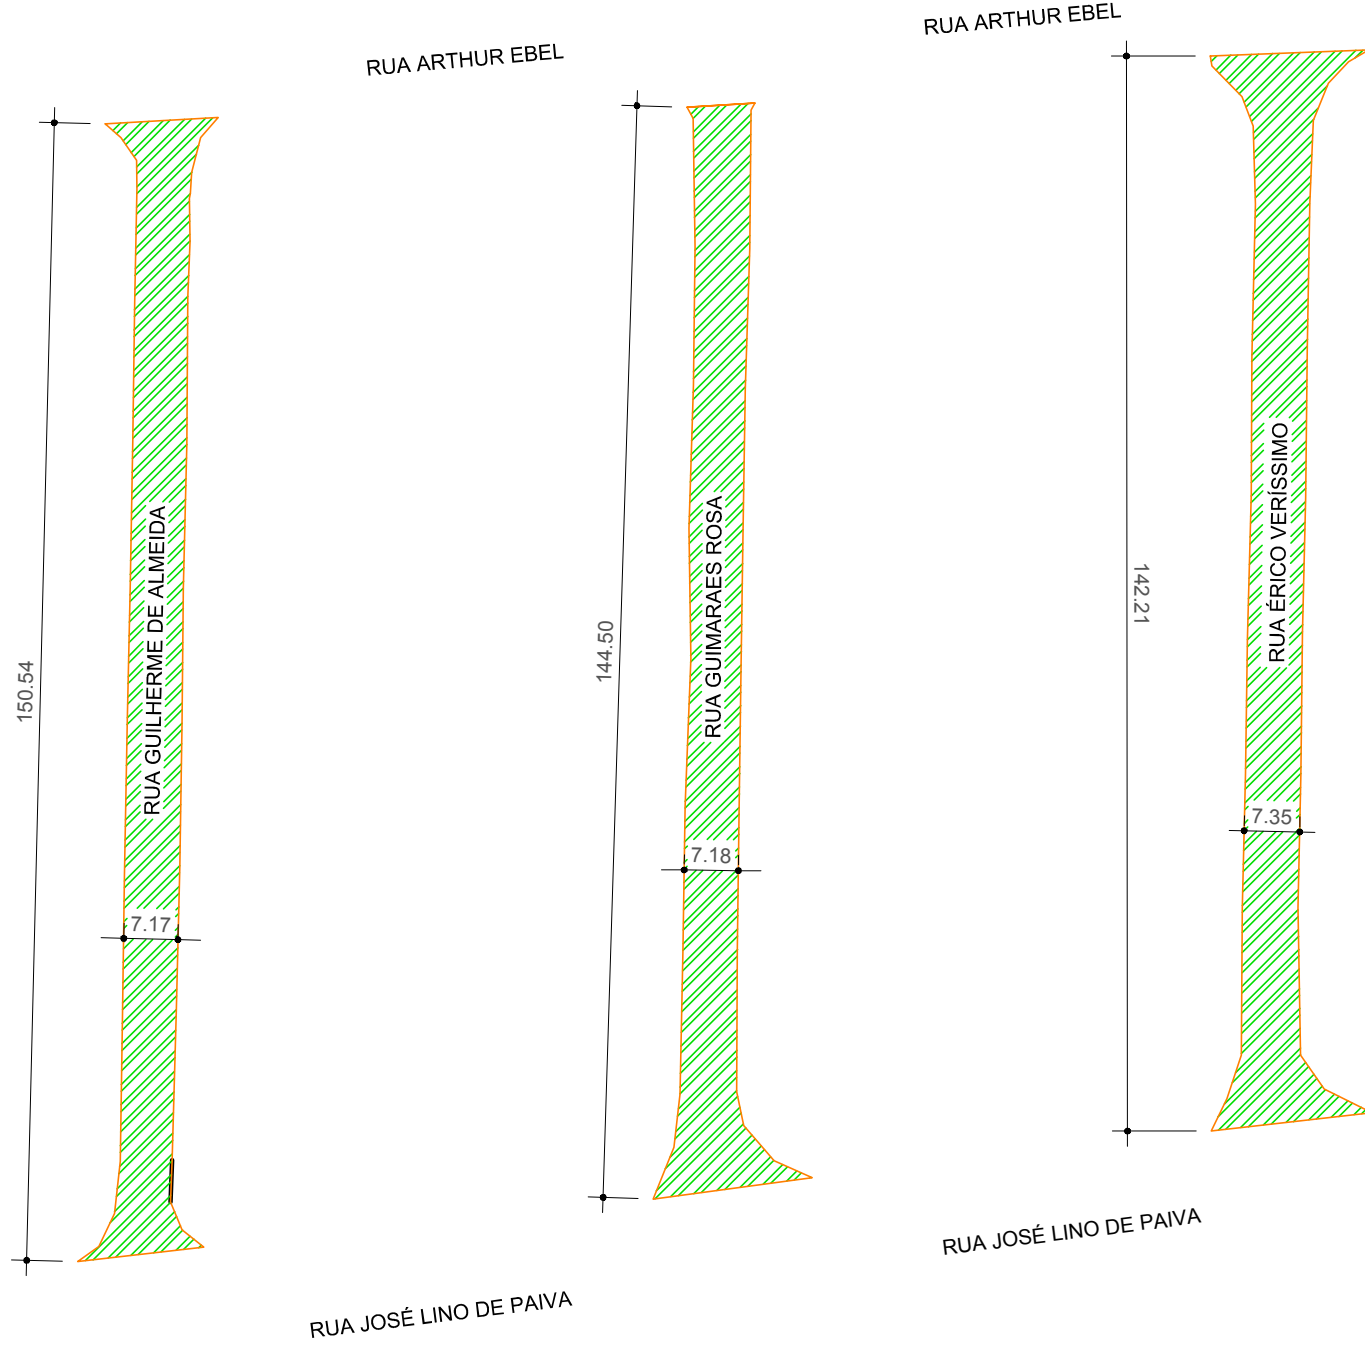 RUA ARTHUR EBEL
RUA ARTHUR EBEL
150.54
RUA GUILHERME DE ALMEIDA
7.17
144.50
RUA GUIMARAES ROSA
7.18
142.21
RUA ÉRICO VERÍSSIMO
7.35
RUA JOSÉ LINO DE PAIVA
RUA JOSÉ LINO DE PAIVA